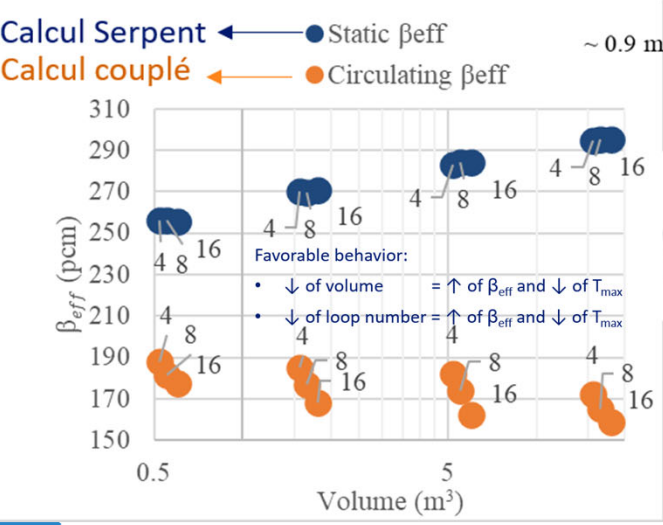 Calcul Serpent
Static βeff
~ 0.9 m
Calcul couplé
Circulating βeff
310
290
270
250
230
210
190
170
150
β_eff (pcm)
4 8 16
4 8 16
4 8 16
4 8 16
Favorable behavior:
• ↓ of volume = ↑ of βeff and ↓ of Tmax
• ↓ of loop number = ↑ of βeff and ↓ of Tmax
4 8 16
4 8 16
4 8 16
4 8 16
0.5
5
Volume (m³)